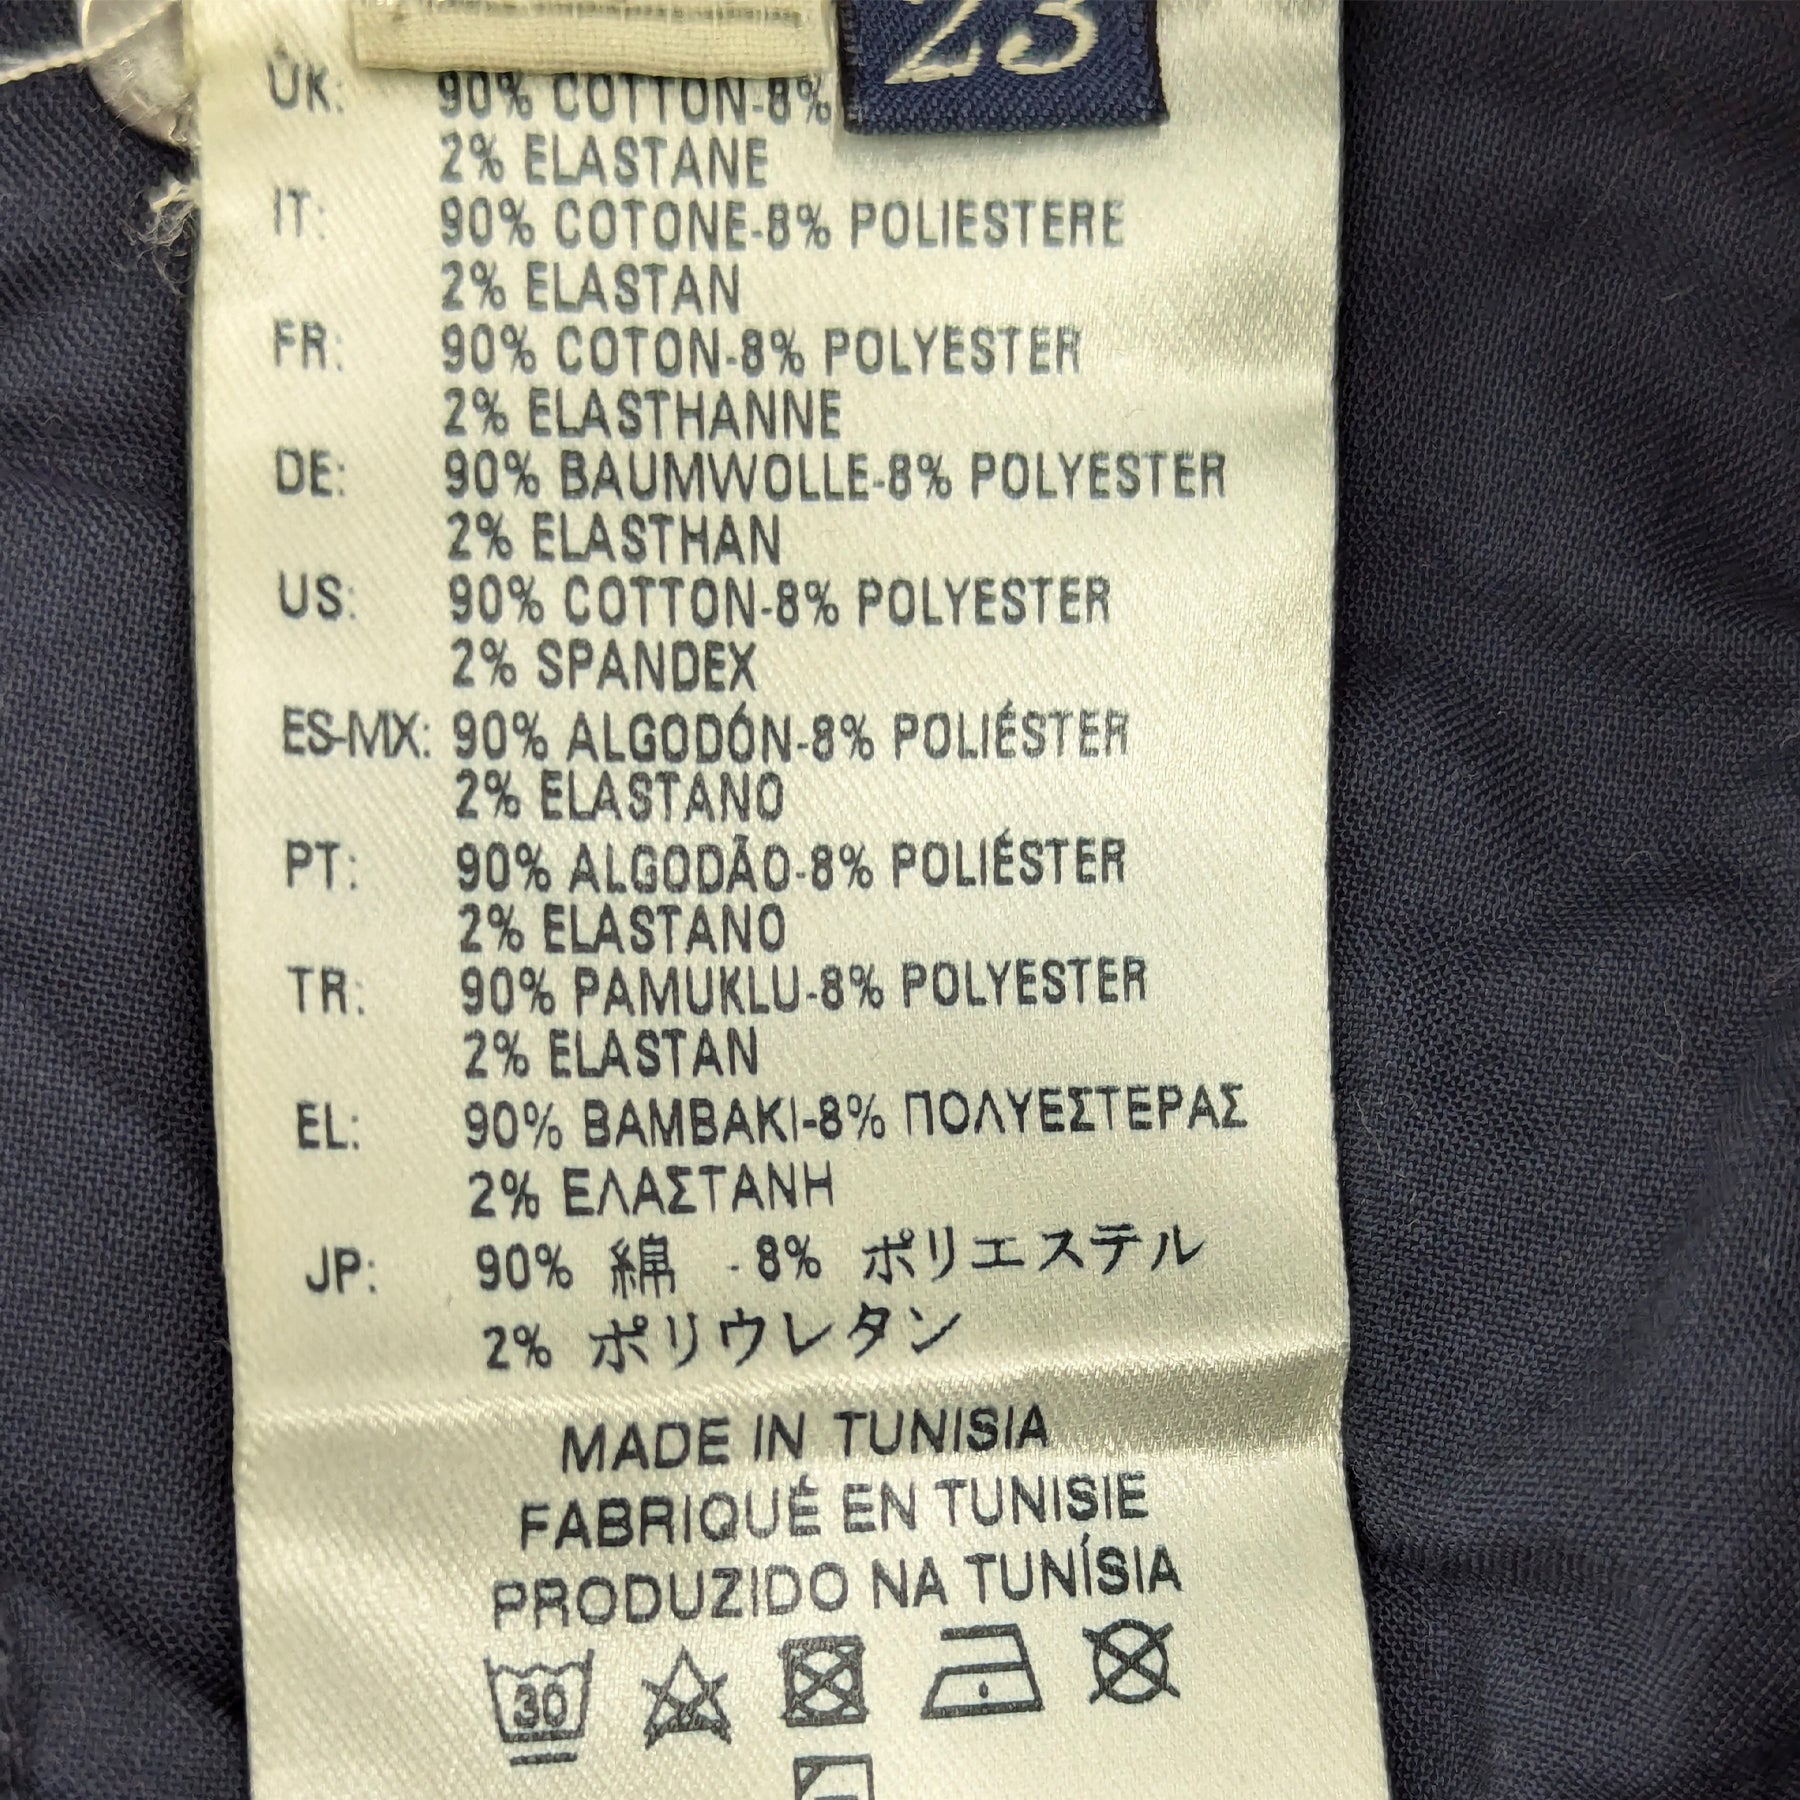 23
UK: 90% COTTON-8%
2% ELASTANE
IT: 90% COTONE-8% POLIESTERE
2% ELASTAN
FR: 90% COTON-8% POLYESTER
2% ELASTHANNE
DE: 90% BAUMWOLLE-8% POLYESTER
2% ELASTHAN
US: 90% COTTON-8% POLYESTER
2% SPANDEX
ES-MX: 90% ALGODÓN-8% POLIÉSTER
2% ELASTANO
PT: 90% ALGODÃO-8% POLIÉSTER
2% ELASTANO
TR: 90% PAMUKLU-8% POLYESTER
2% ELASTAN
EL: 90% BAMBAKI-8% ΠΟΛΥΕΣΤΕΡΑΣ
2% ΕΛΑΣΤΑΝΗ
JP: 90% 綿 - 8% ポリエステル
2% ポリウレタン
MADE IN TUNISIA
FABRIQUÉ EN TUNISIE
PRODUZIDO NA TUNÍSIA
30